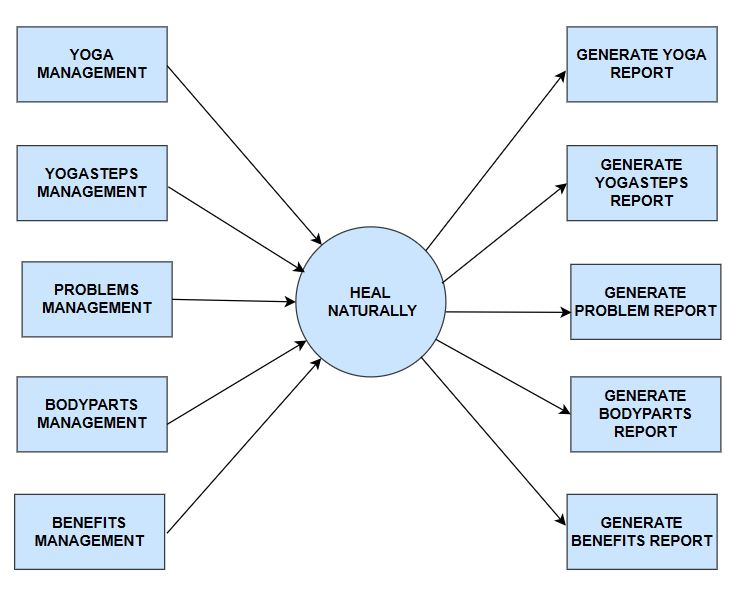 YOGA
MANAGEMENT
YOGASTEPS
MANAGEMENT
PROBLEMS
MANAGEMENT
BODYPARTS
MANAGEMENT
BENEFITS
MANAGEMENT
HEAL
NATURALLY
GENERATE YOGA
REPORT
GENERATE
YOGASTEPS
REPORT
GENERATE
PROBLEM REPORT
GENERATE
BODYPARTS
REPORT
GENERATE
BENEFITS REPORT